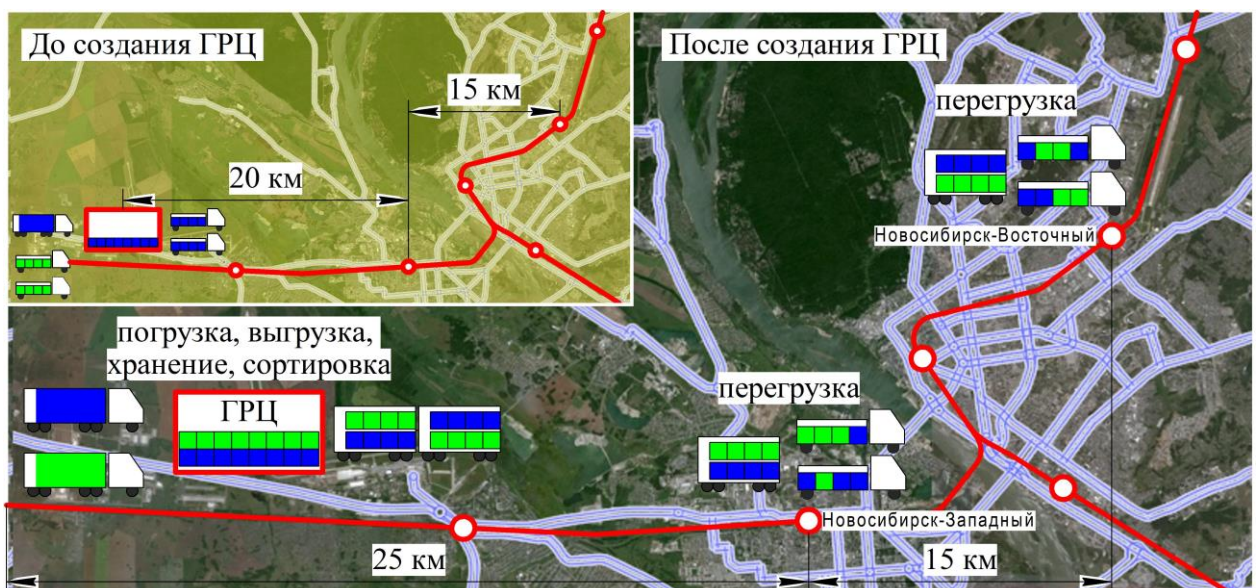 До создания ГРЦ
15 км
20 км
После создания ГРЦ
перегрузка
Новосибирск-Восточный
погрузка, выгрузка,
хранение, сортировка
ГРЦ
перегрузка
Новосибирск-Западный
25 км
15 км